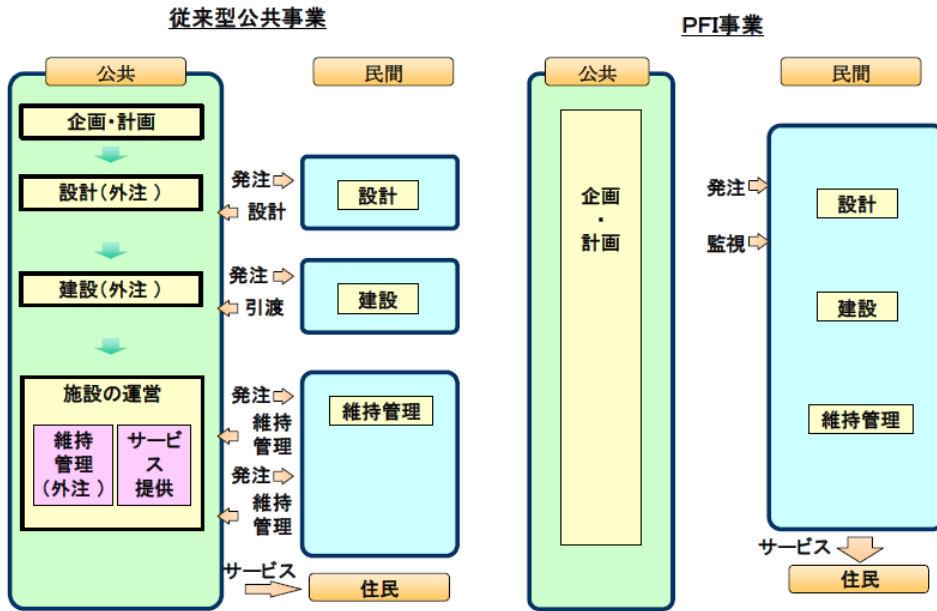 従来型公共事業
公共
民間
企画・計画
設計(外注)
発注
設計
設計
建設(外注)
発注
引渡
建設
施設の運営
維持
管理
(外注)
サービ
ス
提供
発注
維持
管理
発注
維持
管理
維持管理
サービス
住民
PFI事業
公共
民間
企画
・
計画
発注
監視
設計
建設
維持管理
サービス
住民